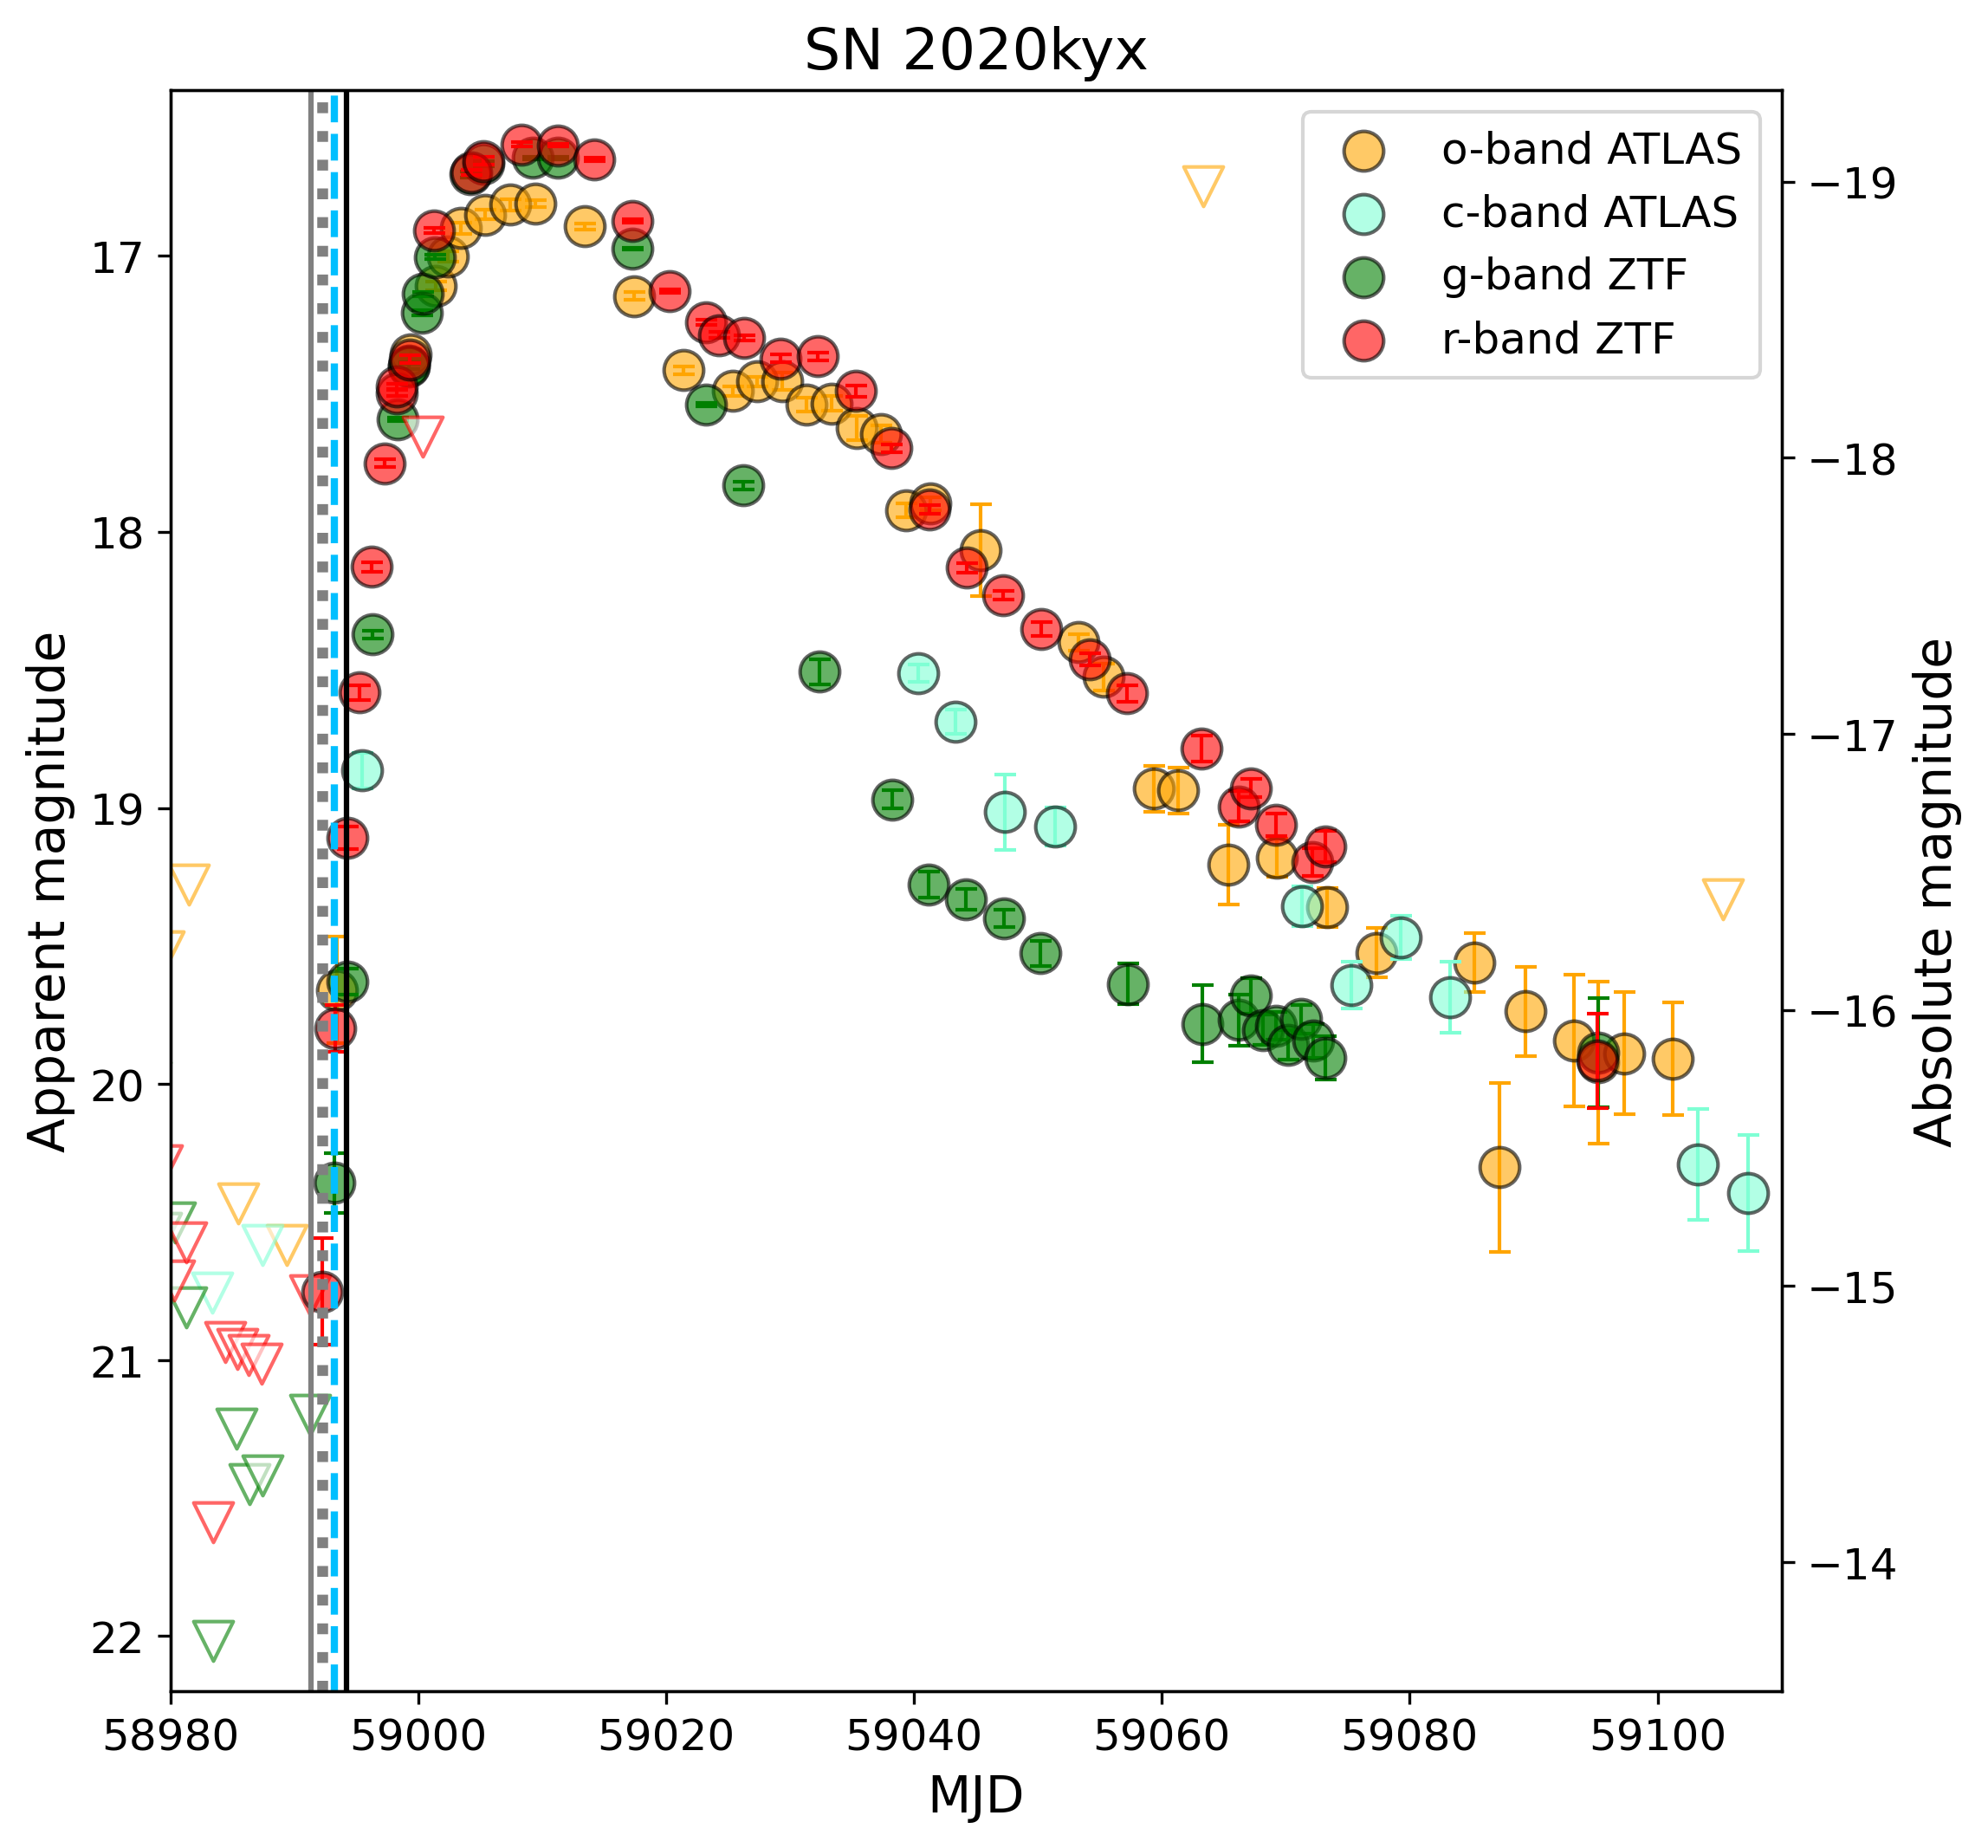 SN 2020kyx
o-band ATLAS
c-band ATLAS
g-band ZTF
r-band ZTF
Apparent magnitude
17
18
19
20
21
22
−19
−18
−17
−16
−15
−14
Absolute magnitude
58980
59000
59020
59040
59060
59080
59100
MJD